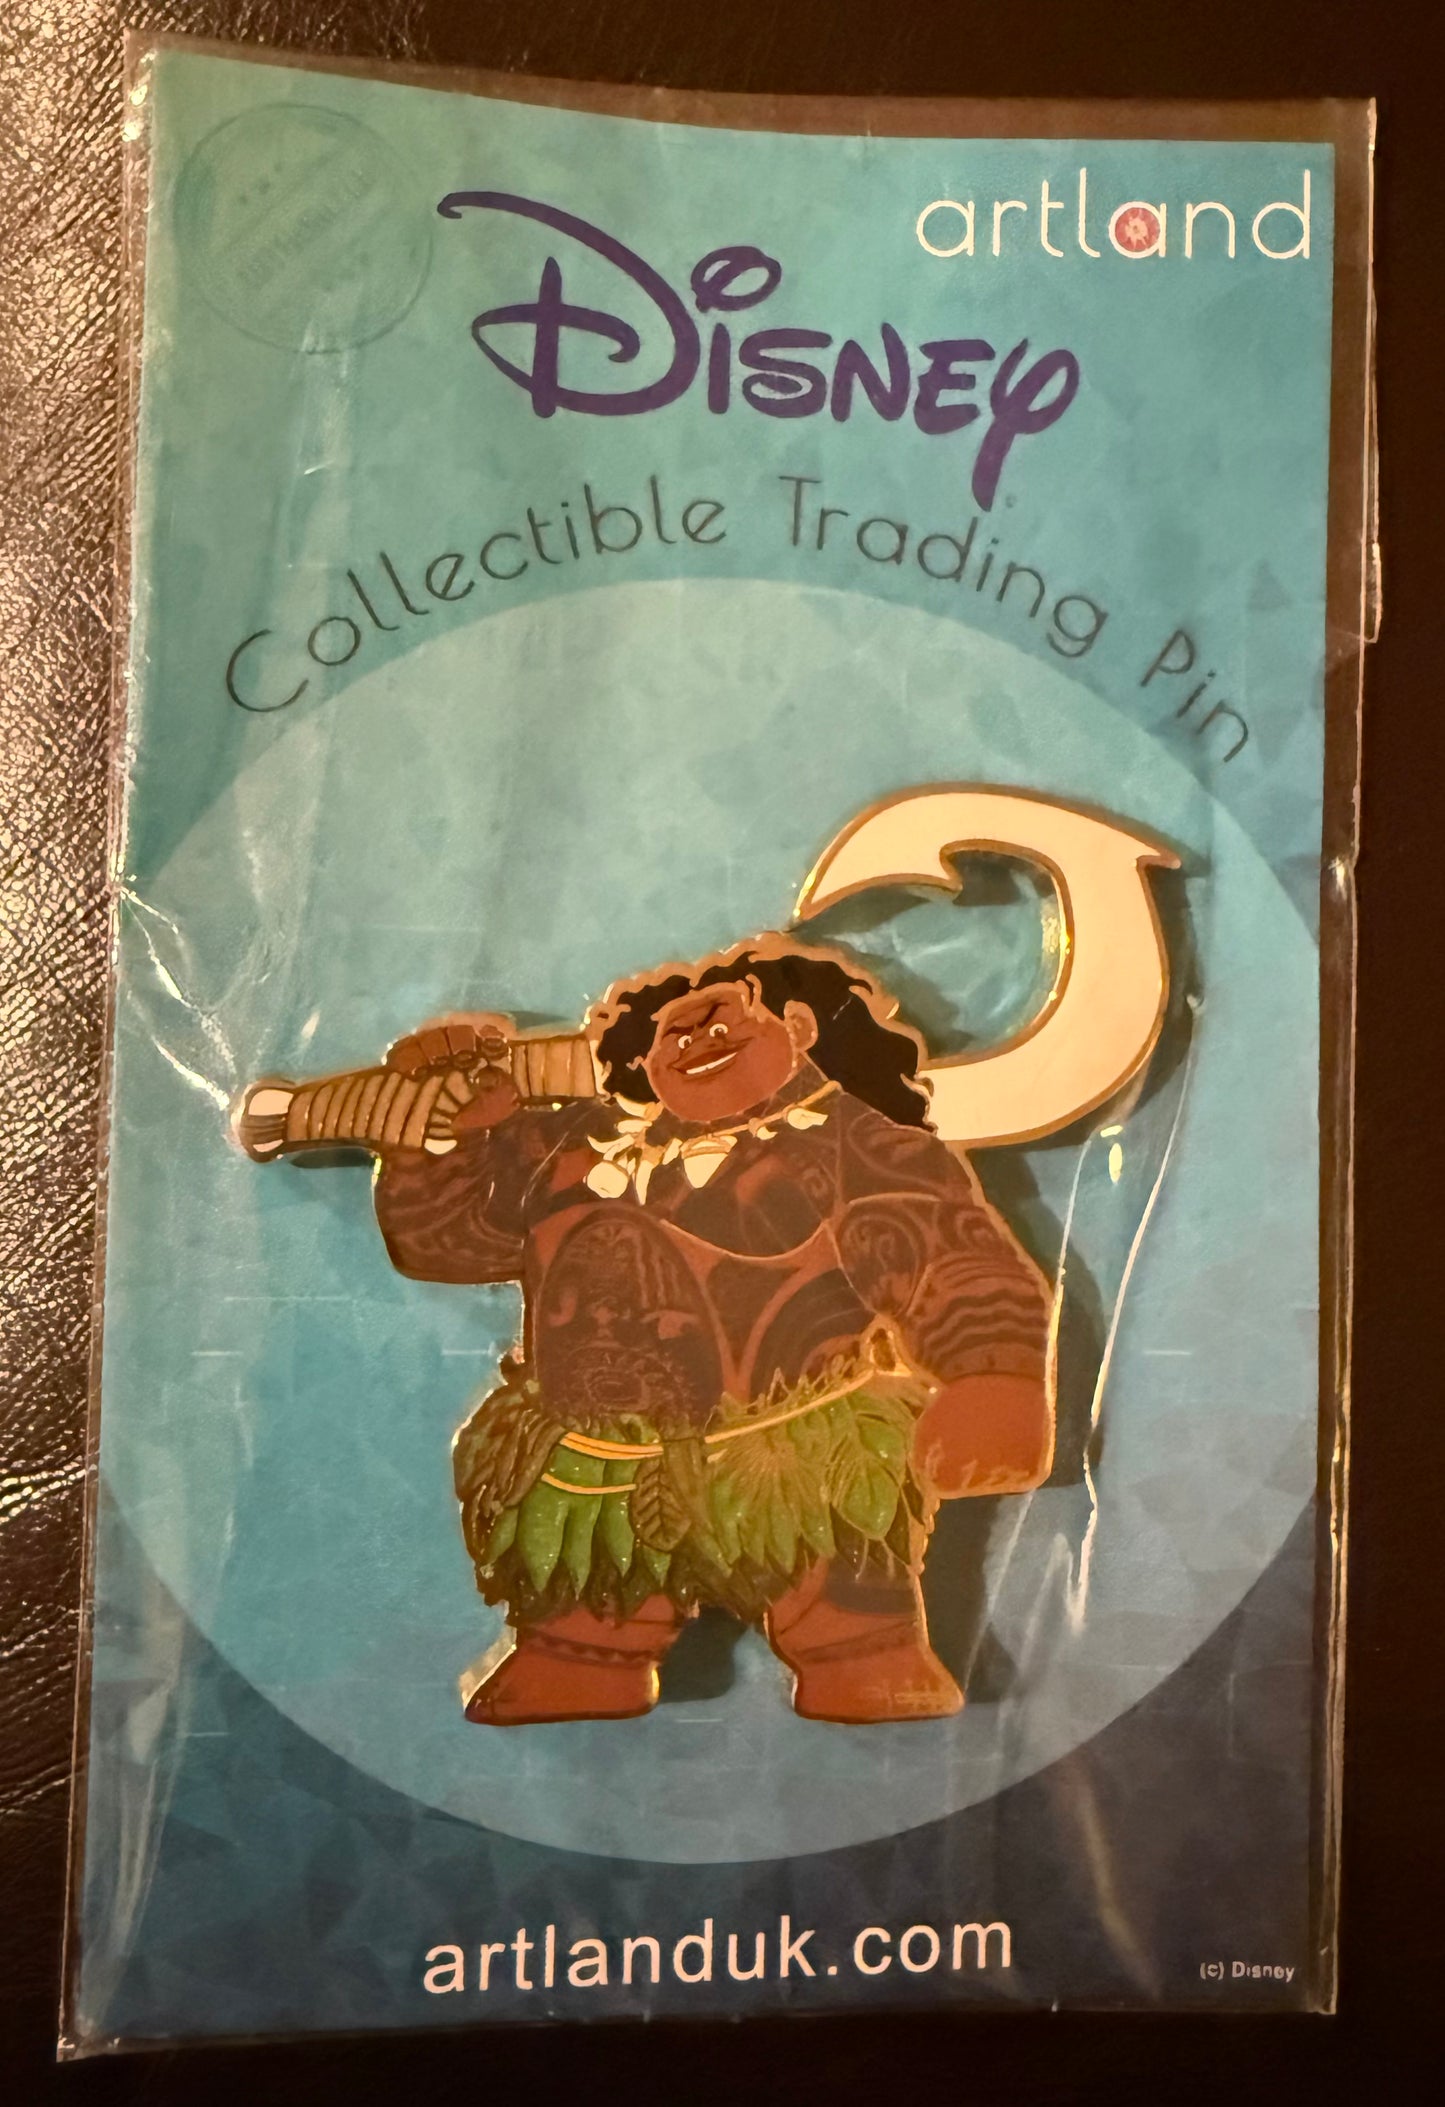 artland
Disney
Collectible Trading Pin
artlanduk.com
(c) Disney